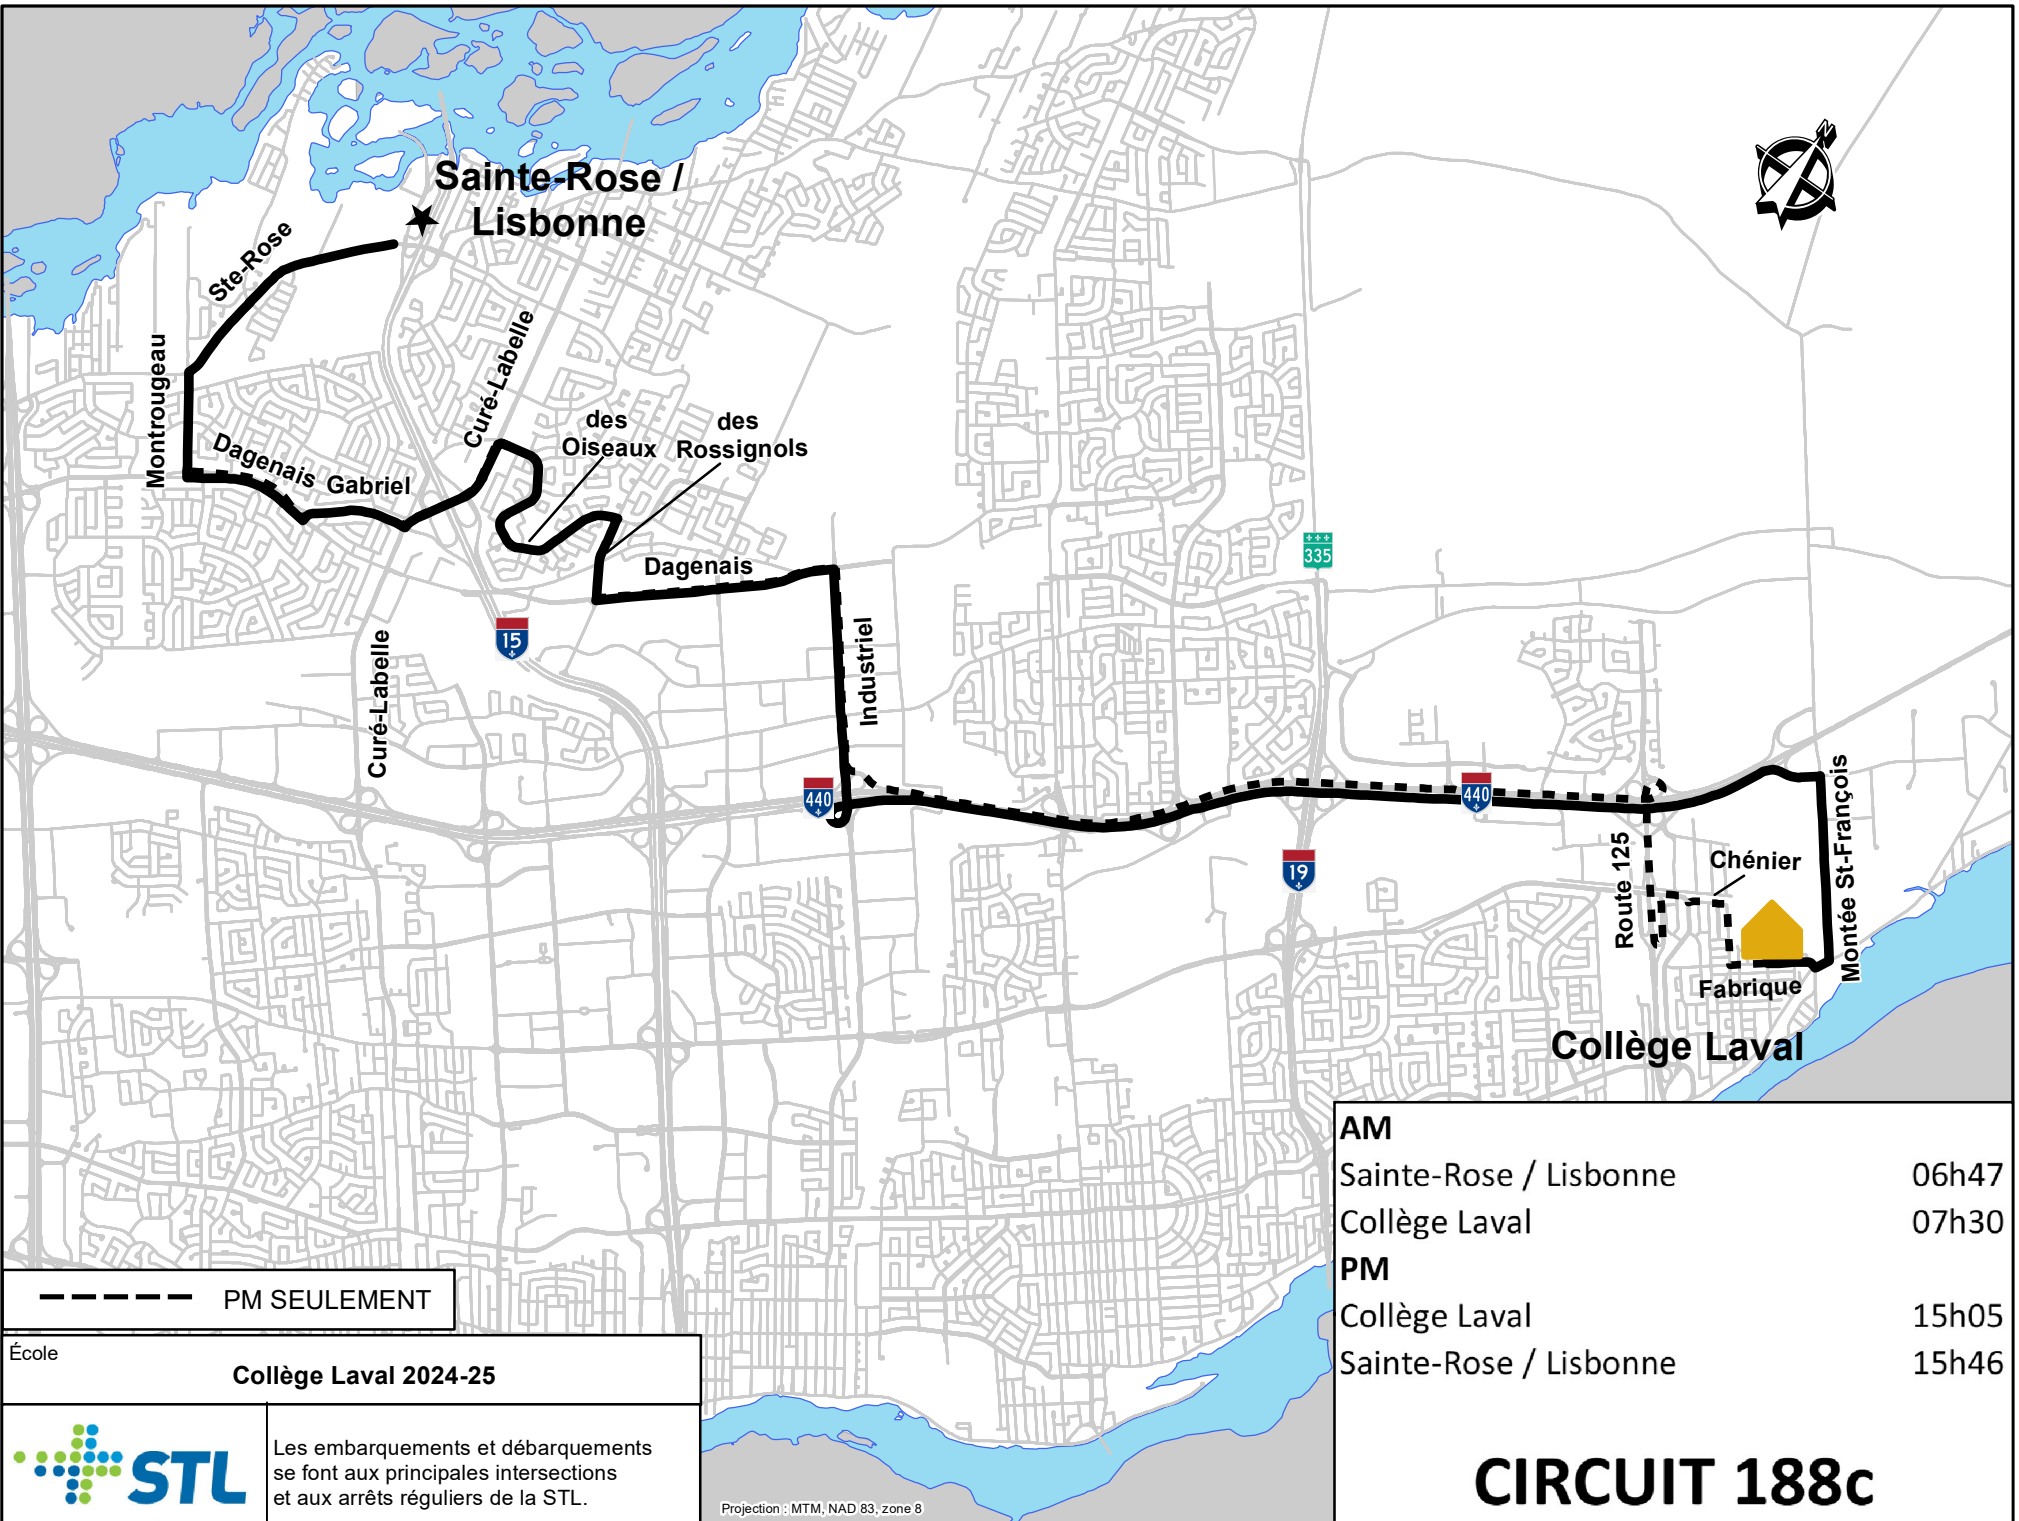 N
Sainte-Rose /
Lisbonne
Ste-Rose
Montrougeau
Curé-Labelle
des
Oiseaux
des
Rossignols
Dagenais
Gabriel
Dagenais
335
15
Industriel
Curé-Labelle
440
440
19
Route 125
Chénier
Montée St-François
Fabrique
Collège Laval
AM
Sainte-Rose / Lisbonne 06h47
Collège Laval 07h30
PM
Collège Laval 15h05
Sainte-Rose / Lisbonne 15h46
CIRCUIT 188c
PM SEULEMENT
École
Collège Laval 2024-25
STL
Les embarquements et débarquements
se font aux principales intersections
et aux arrêts réguliers de la STL.
Projection : MTM, NAD 83, zone 8